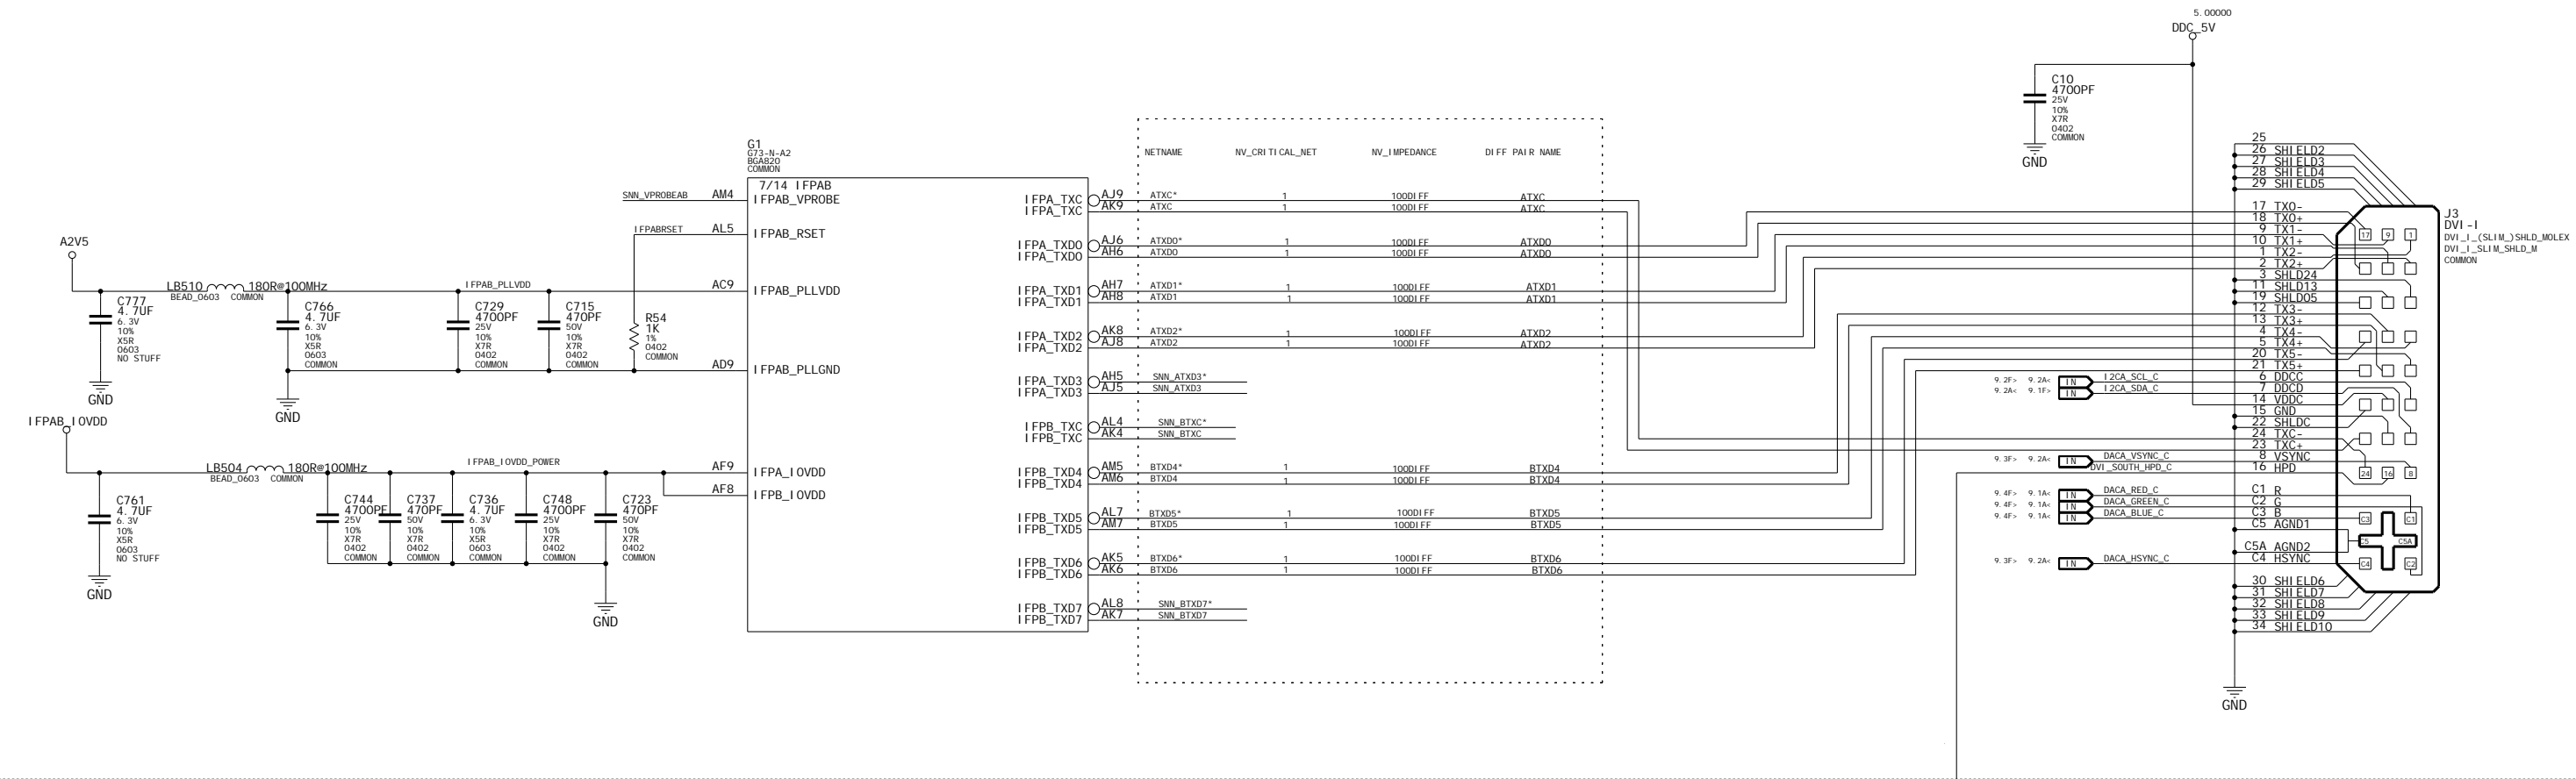 5.00000
DDC_5V
C10
4700PF
25V
10%
X7R
0402
COMMON
GND
G1
G73-N-A2
BGA820
COMMON
7/14 IFPAB
SNN_VPROBEAB AM4 IFPAB_VPROBE
IFPABRSET AL5 IFPAB_RSET
A2V5
LB510 180R@100MHz
BEAD_0603 COMMON
IFPAB_PLLVDD AC9 IFPAB_PLLVDD
C777
4.7UF
6.3V
10%
X5R
0603
NO STUFF
GND
C766
4.7UF
6.3V
10%
X5R
0603
COMMON
GND
C729
4700PF
25V
10%
X7R
0402
COMMON
C715
470PF
50V
10%
X7R
0402
COMMON
R54
1K
1%
0402
COMMON
AD9 IFPAB_PLLGND
IFPAB_IOVDD
LB504 180R@100MHz
BEAD_0603 COMMON
IFPAB_IOVDD_POWER AF9 IFPA_IOVDD
AF8 IFPB_IOVDD
C761
4.7UF
6.3V
10%
X5R
0603
NO STUFF
GND
C744
4700PF
25V
10%
X7R
0402
COMMON
C737
470PF
50V
10%
X7R
0402
COMMON
C736
4.7UF
6.3V
10%
X5R
0603
COMMON
C748
4700PF
25V
10%
X7R
0402
COMMON
C723
470PF
50V
10%
X7R
0402
COMMON
GND
NETNAME NV_CRITICAL_NET NV_IMPEDANCE DIFF PAIR NAME
IFPA_TXC AJ9 ATXC* 1 100DIFF ATXC
IFPA_TXC AK9 ATXC 1 100DIFF ATXC
IFPA_TXD0 AJ6 ATXD0* 1 100DIFF ATXD0
IFPA_TXD0 AH6 ATXD0 1 100DIFF ATXD0
IFPA_TXD1 AH7 ATXD1* 1 100DIFF ATXD1
IFPA_TXD1 AH8 ATXD1 1 100DIFF ATXD1
IFPA_TXD2 AK8 ATXD2* 1 100DIFF ATXD2
IFPA_TXD2 AJ8 ATXD2 1 100DIFF ATXD2
IFPA_TXD3 AH5 SNN_ATXD3*
IFPA_TXD3 AJ5 SNN_ATXD3
IFPB_TXC AL4 SNN_BTXC*
IFPB_TXC AK4 SNN_BTXC
IFPB_TXD4 AM5 BTXD4* 1 100DIFF BTXD4
IFPB_TXD4 AM6 BTXD4 1 100DIFF BTXD4
IFPB_TXD5 AL7 BTXD5* 1 100DIFF BTXD5
IFPB_TXD5 AM7 BTXD5 1 100DIFF BTXD5
IFPB_TXD6 AK5 BTXD6* 1 100DIFF BTXD6
IFPB_TXD6 AK6 BTXD6 1 100DIFF BTXD6
IFPB_TXD7 AL8 SNN_BTXD7*
IFPB_TXD7 AK7 SNN_BTXD7
25
26 SHIELD2
27 SHIELD3
28 SHIELD4
29 SHIELD5
17 TX0-
18 TX0+
9 TX1-
10 TX1+
1 TX2-
2 TX2+
3 SHLD24
11 SHLD13
19 SHLD05
12 TX3-
13 TX3+
4 TX4-
5 TX4+
20 TX5-
21 TX5+
9.2F> 9.2A< IN I2CA_SCL_C 6 DDCC
9.2A< 9.1F> IN I2CA_SDA_C 7 DDCD
14 VDDC
15 GND
22 SHLDC
24 TXC-
23 TXC+
9.3F> 9.2A< IN DACA_VSYNC_C 8 VSYNC
DVI_SOUTH_HPD_C 16 HPD
9.4F> 9.1A< IN DACA_RED_C C1 R
9.4F> 9.1A< IN DACA_GREEN_C C2 G
9.4F> 9.1A< IN DACA_BLUE_C C3 B
C5 AGND1
C5A AGND2
9.3F> 9.2A< IN DACA_HSYNC_C C4 HSYNC
30 SHIELD6
31 SHIELD7
32 SHIELD8
33 SHIELD9
34 SHIELD10
GND
J3
DVI-I
DVI_I_(SLIM_)SHLD_MOLEX
DVI_I_SLIM_SHLD_M
COMMON
17 9 1
24 16 8
C3 C1
C5 C5A
C4 C2